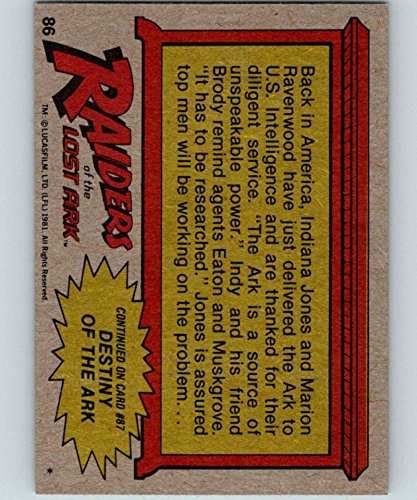 86
Back in America, Indiana Jones and Marion
Ravenwood have just delivered the Ark to
U.S. Intelligence and are thanked for their
diligent service. "The Ark is a source of
unspeakable power." Indy and his friend
Brody remind agents Eaton and Muskgrove.
"It has to be researched." Jones is assured
top men will be working on the problem...
RAIDERS
of the
LOST ARK™
TM: © LUCASFILM, LTD. (LFL) 1981. All Rights Reserved.
CONTINUED ON CARD #87
DESTINY
OF THE ARK
*